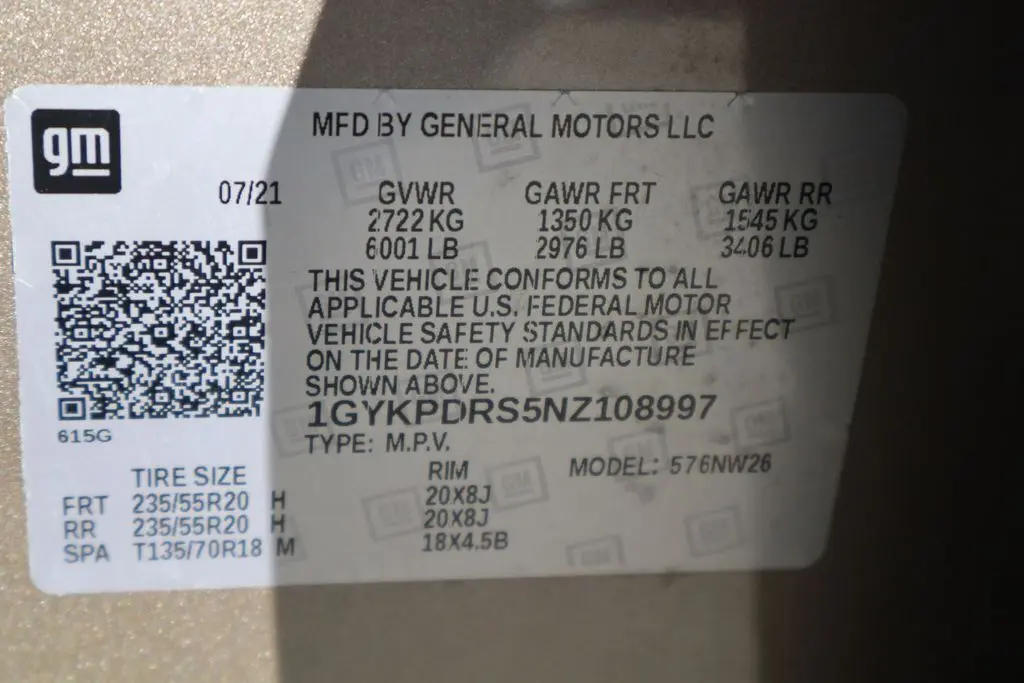 gm
MFD BY GENERAL MOTORS LLC
07/21 GVWR GAWR FRT GAWR RR
2722 KG 1350 KG 1545 KG
6001 LB 2976 LB 3406 LB
THIS VEHICLE CONFORMS TO ALL
APPLICABLE U.S. FEDERAL MOTOR
VEHICLE SAFETY STANDARDS IN EFFECT
ON THE DATE OF MANUFACTURE
SHOWN ABOVE.
1GYKPDRS5NZ108997
615G
TYPE: M.P.V.
TIRE SIZE RIM MODEL: 576NW26
FRT 235/55R20 H 20X8J
RR 235/55R20 H 20X8J
SPA T135/70R18 M 18X4.5B